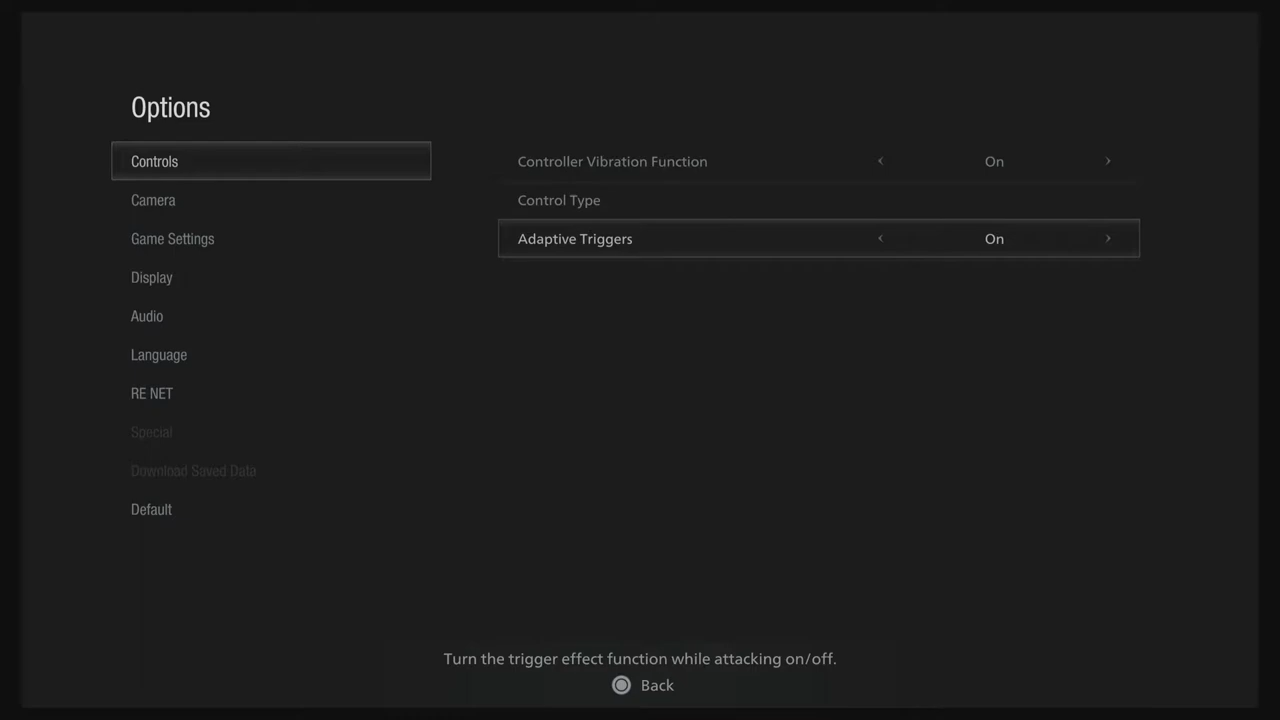 Options
Controls
Camera
Game Settings
Display
Audio
Language
RE NET
Special
Download Saved Data
Default
Controller Vibration Function On
Control Type
Adaptive Triggers On
Turn the trigger effect function while attacking on/off.
Back